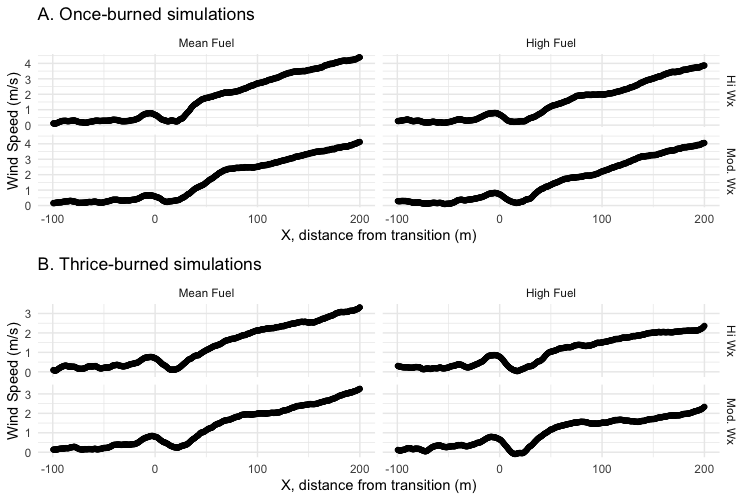 A. Once-burned simulations
Mean Fuel
High Fuel
Wind Speed (m/s)
4
3
2
1
0
Hi Wx
4
3
2
1
0
Mod. Wx
-100 0 100 200
-100 0 100 200
X, distance from transition (m)
B. Thrice-burned simulations
Mean Fuel
High Fuel
Wind Speed (m/s)
3
2
1
0
Hi Wx
3
2
1
0
Mod. Wx
-100 0 100 200
-100 0 100 200
X, distance from transition (m)